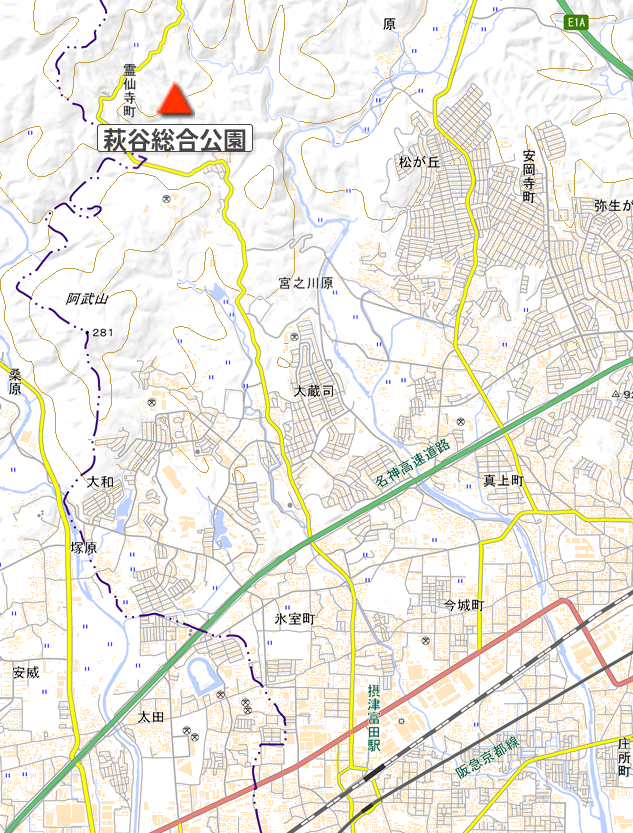 原
E1A
霊仙寺町
萩谷総合公園
松が丘
安岡寺町
弥生が
阿武山
宮之川原
281
桑原
大蔵司
92
名神高速道路
大和
真上町
塚原
今城町
氷室町
安威
太田
摂津富田駅
阪急京都線
庄所町